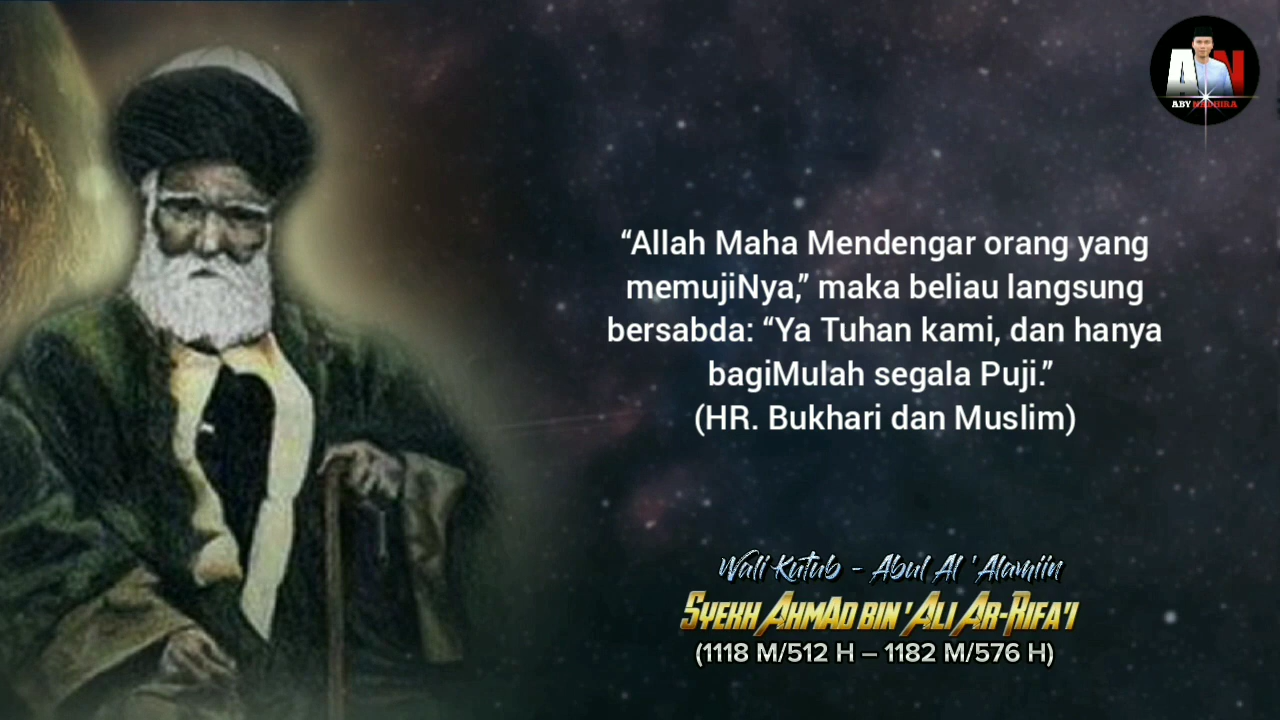 ABY NADHIRA
“Allah Maha Mendengar orang yang
memujiNya,” maka beliau langsung
bersabda: “Ya Tuhan kami, dan hanya
bagiMulah segala Puji.”
(HR. Bukhari dan Muslim)
Wali Kutub - Abul Al 'Alamiin
Syekh Ahmad bin 'Ali Ar-Rifa'i
(1118 M/512 H – 1182 M/576 H)